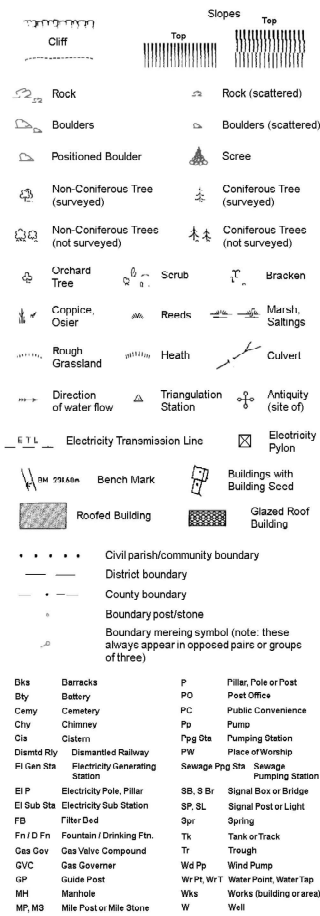 Slopes
Cliff
Top
Top
Rock
Rock (scattered)
Boulders
Boulders (scattered)
Positioned Boulder
Scree
Non-Coniferous Tree
(surveyed)
Coniferous Tree
(surveyed)
Non-Coniferous Trees
(not surveyed)
Coniferous Trees
(not surveyed)
Orchard
Tree
Scrub
Bracken
Coppice,
Osier
Reeds
Marsh,
Saltings
Rough
Grassland
Heath
Culvert
Direction
of water flow
Triangulation
Station
Antiquity
(site of)
E T L
Electricity Transmission Line
Electricity
Pylon
BM 291.60m
Bench Mark
Buildings with
Building Seed
Roofed Building
Glazed Roof
Building
Civil parish/community boundary
District boundary
County boundary
Boundary post/stone
Boundary mereing symbol (note: these
always appear in opposed pairs or groups
of three)
Bks Barracks P Pillar, Pole or Post
Bty Battery PO Post Office
Cemy Cemetery PC Public Convenience
Chy Chimney Pp Pump
Cis Cistern Ppg Sta Pumping Station
Dismtd Rly Dismantled Railway PW Place of Worship
El Gen Sta Electricity Generating
Station
Sewage Ppg Sta Sewage
Pumping Station
El P Electricity Pole, Pillar SB, S Br Signal Box or Bridge
El Sub Sta Electricity Sub Station SP, SL Signal Post or Light
FB Filter Bed Spr Spring
Fn / D Fn Fountain / Drinking Ftn. Tk Tank or Track
Gas Gov Gas Valve Compound Tr Trough
GVC Gas Governer Wd Pp Wind Pump
GP Guide Post Wr Pt, Wr T Water Point, Water Tap
MH Manhole Wks Works (building or area)
MP, MS Mile Post or Mile Stone W Well